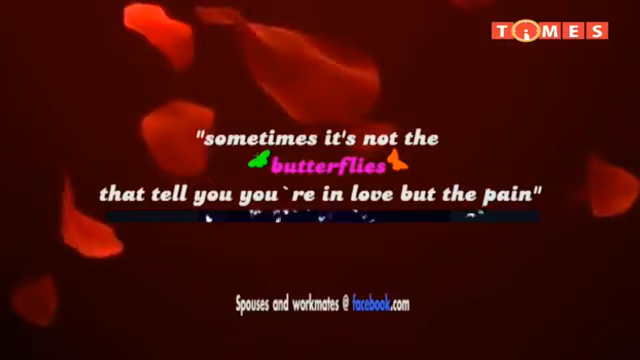 TiMES
"sometimes it's not the
butterflies
that tell you you`re in love but the pain"
Spouses and workmates @ facebook.com